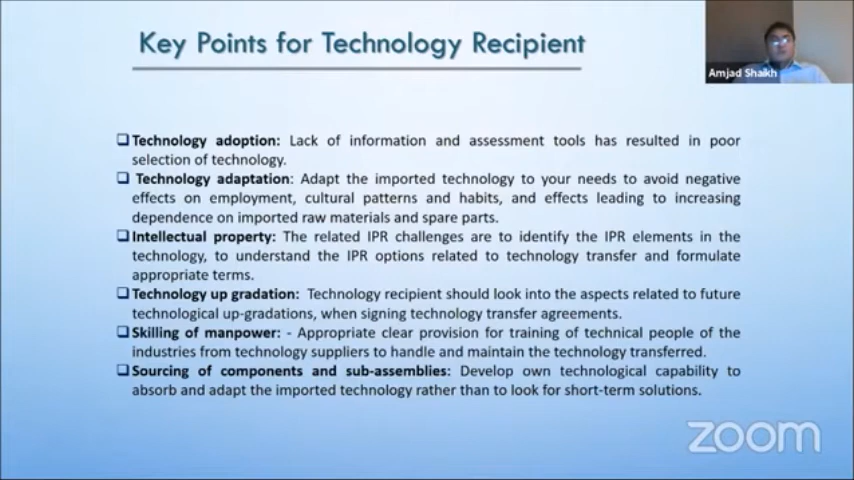 Key Points for Technology Recipient
Amjad Shaikh
❑Technology adoption: Lack of information and assessment tools has resulted in poor
selection of technology.
❑ Technology adaptation: Adapt the imported technology to your needs to avoid negative
effects on employment, cultural patterns and habits, and effects leading to increasing
dependence on imported raw materials and spare parts.
❑Intellectual property: The related IPR challenges are to identify the IPR elements in the
technology, to understand the IPR options related to technology transfer and formulate
appropriate terms.
❑Technology up gradation: Technology recipient should look into the aspects related to future
technological up-gradations, when signing technology transfer agreements.
❑Skilling of manpower: - Appropriate clear provision for training of technical people of the
industries from technology suppliers to handle and maintain the technology transferred.
❑Sourcing of components and sub-assemblies: Develop own technological capability to
absorb and adapt the imported technology rather than to look for short-term solutions.
zoom